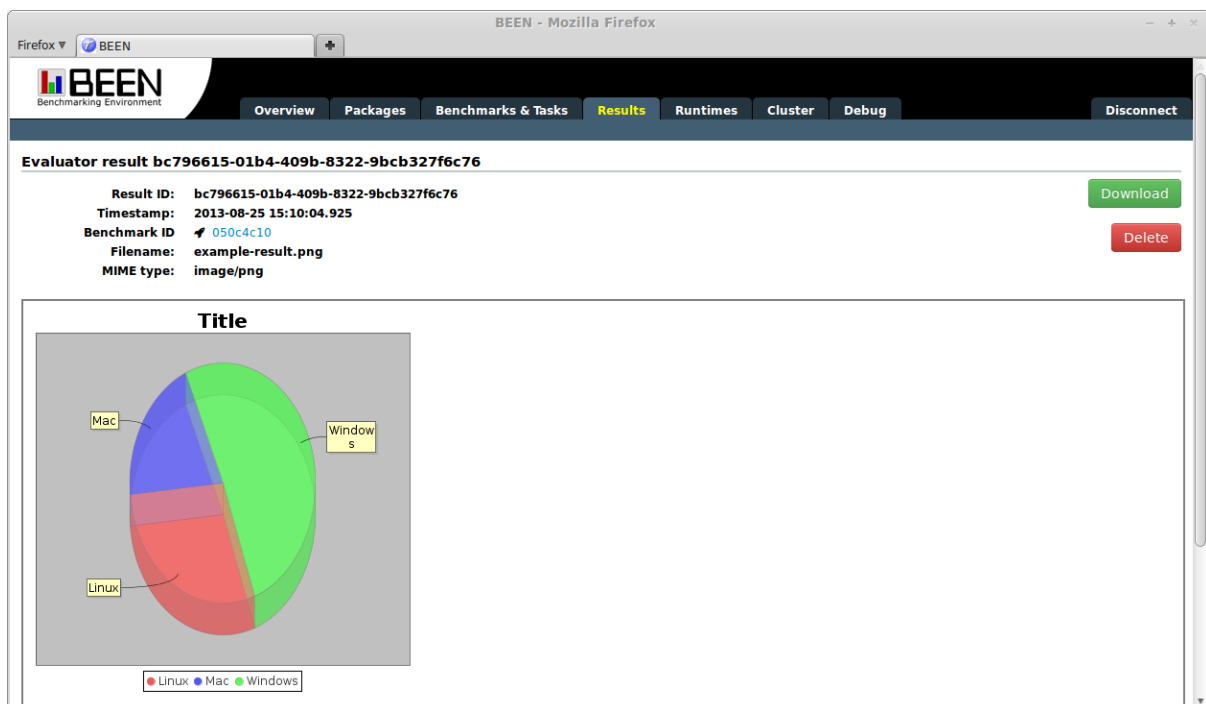 BEEN - Mozilla Firefox
Firefox
BEEN
BEEN
Benchmarking Environment
Overview Packages Benchmarks & Tasks Results Runtimes Cluster Debug Disconnect
Evaluator result bc796615-01b4-409b-8322-9bcb327f6c76
Result ID: bc796615-01b4-409b-8322-9bcb327f6c76
Download
Timestamp: 2013-08-25 15:10:04.925
Benchmark ID 050c4c10
Delete
Filename: example-result.png
MIME type: image/png
Title
Mac
Window
s
Linux
Linux Mac Windows